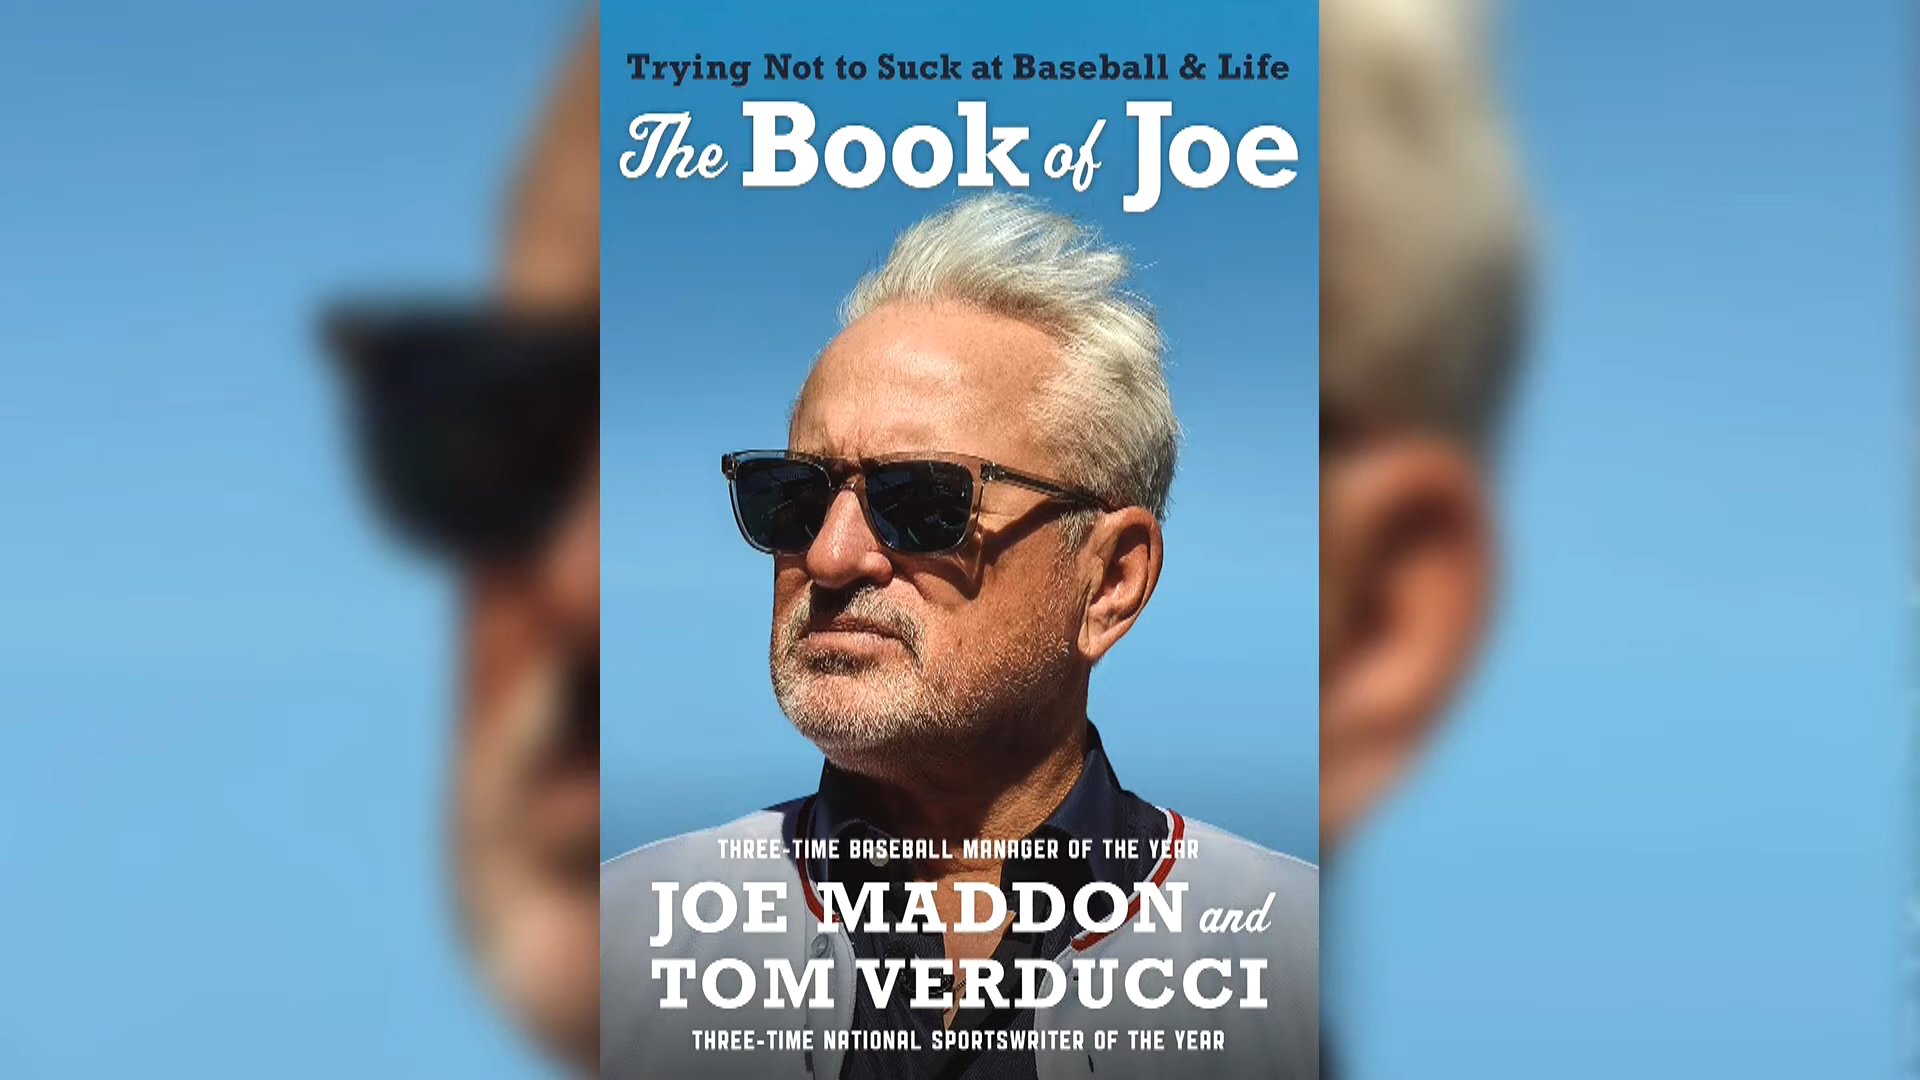 Trying Not to Suck at Baseball & Life
The Book of Joe
THREE-TIME BASEBALL MANAGER OF THE YEAR
JOE MADDON and
TOM VERDUCCI
THREE-TIME NATIONAL SPORTSWRITER OF THE YEAR